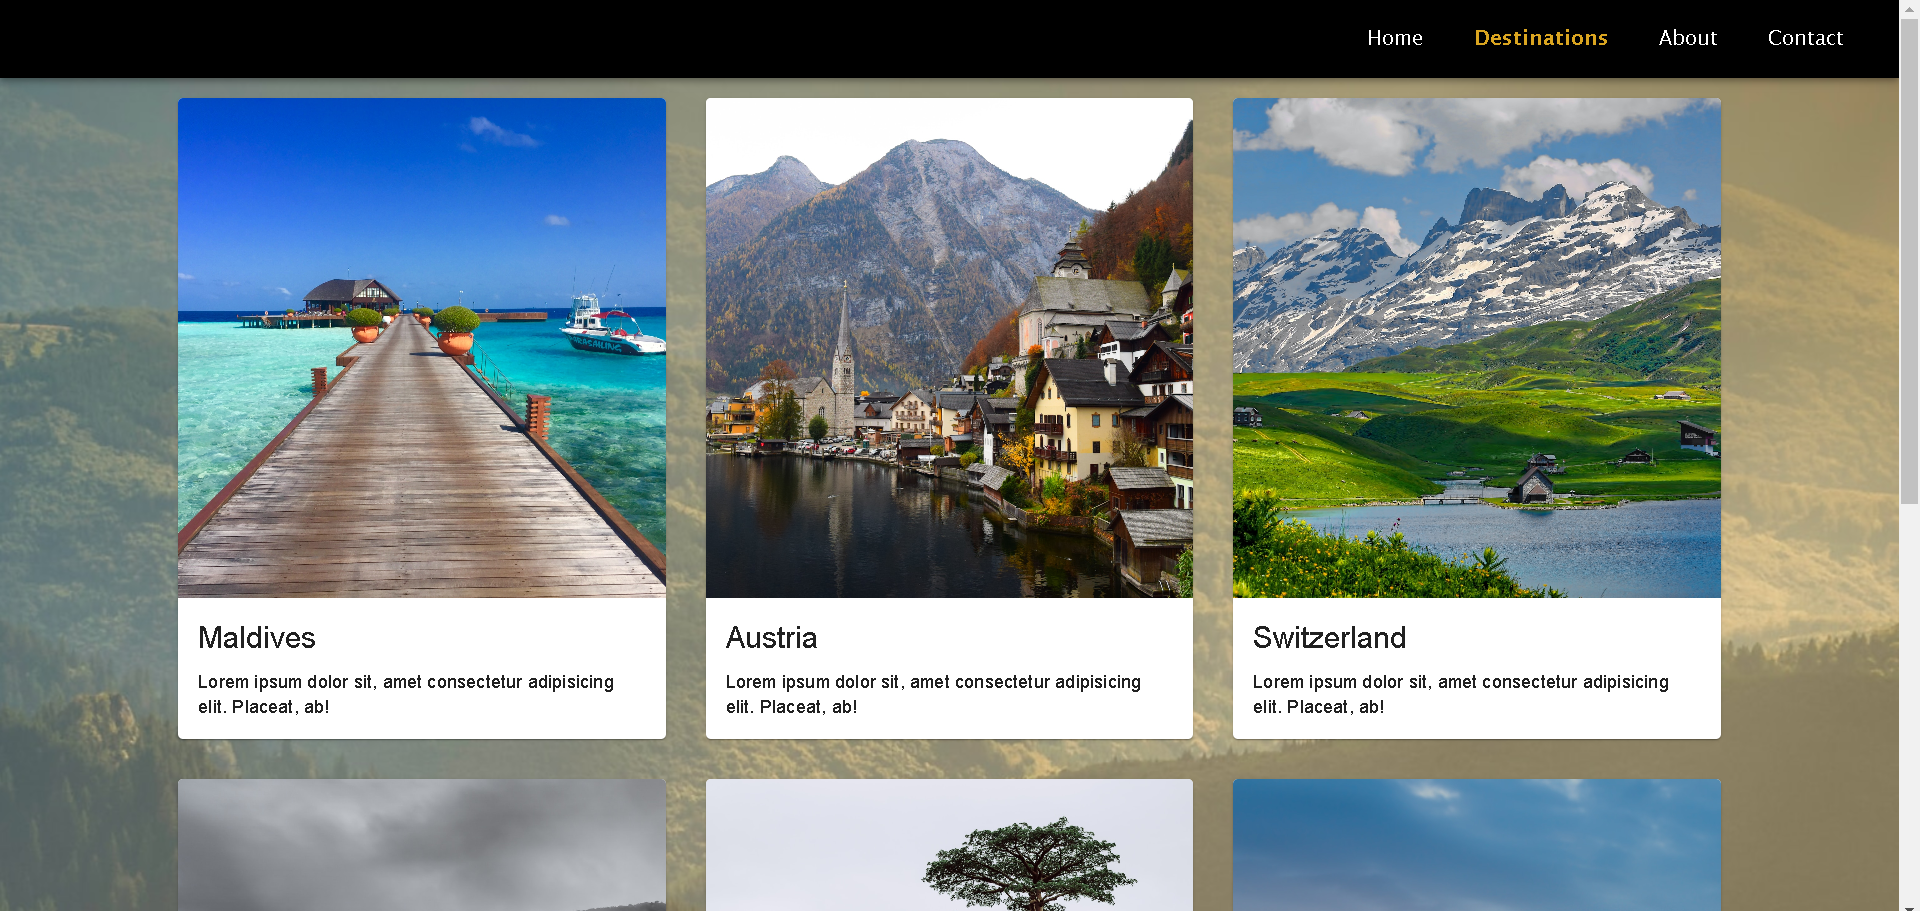 Home Destinations About Contact
PARASAILING
Maldives
Lorem ipsum dolor sit, amet consectetur adipisicing
elit. Placeat, ab!
Austria
Lorem ipsum dolor sit, amet consectetur adipisicing
elit. Placeat, ab!
Switzerland
Lorem ipsum dolor sit, amet consectetur adipisicing
elit. Placeat, ab!